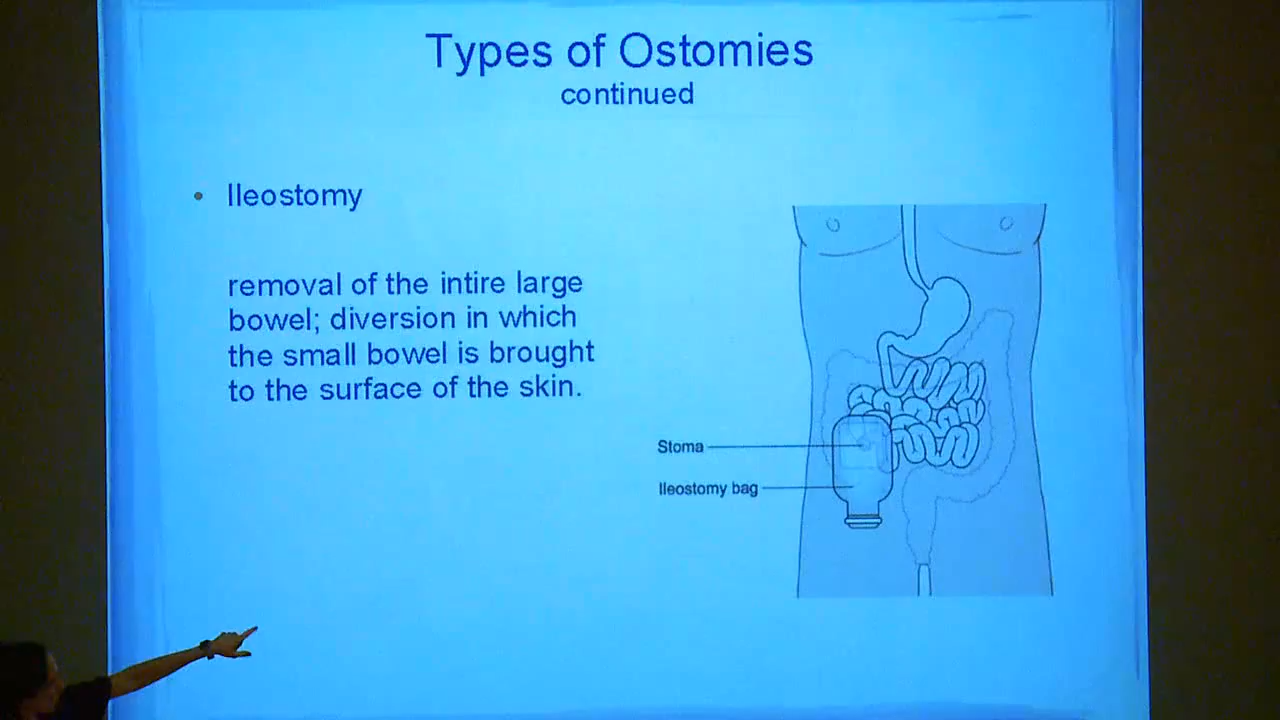 Types of Ostomies
continued
• Ileostomy
removal of the intire large
bowel; diversion in which
the small bowel is brought
to the surface of the skin.
Stoma
Ileostomy bag